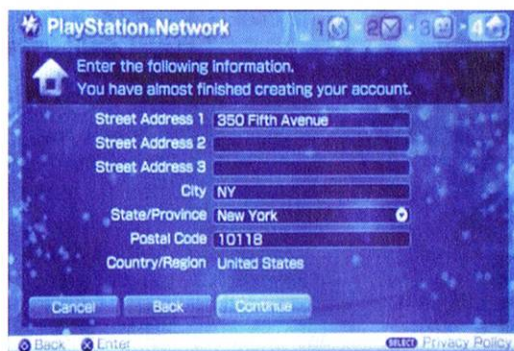 PlayStation®Network
1 2 3 4
Enter the following information.
You have almost finished creating your account.
Street Address 1 350 Fifth Avenue
Street Address 2
Street Address 3
City NY
State/Province New York
Postal Code 10118
Country/Region United States
Cancel Back Continue
Back Enter SELECT Privacy Policy